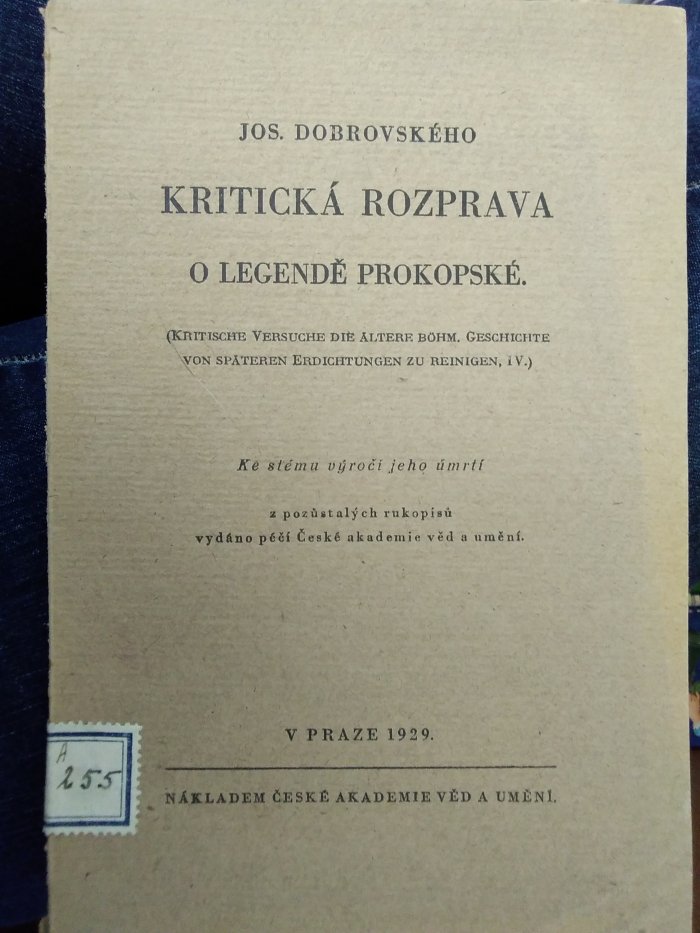 JOS. DOBROVSKÉHO
KRITICKÁ ROZPRAVA
O LEGENDĚ PROKOPSKÉ.
(KRITISCHE VERSUCHE DIE ÄLTERE BÖHM. GESCHICHTE
VON SPÄTEREN ERDICHTUNGEN ZU REINIGEN, IV.)
Ke stému výročí jeho úmrtí
z pozůstalých rukopisů
vydáno péčí České akademie věd a umění.
V PRAZE 1929.
NÁKLADEM ČESKÉ AKADEMIE VĚD A UMĚNÍ.
A
255